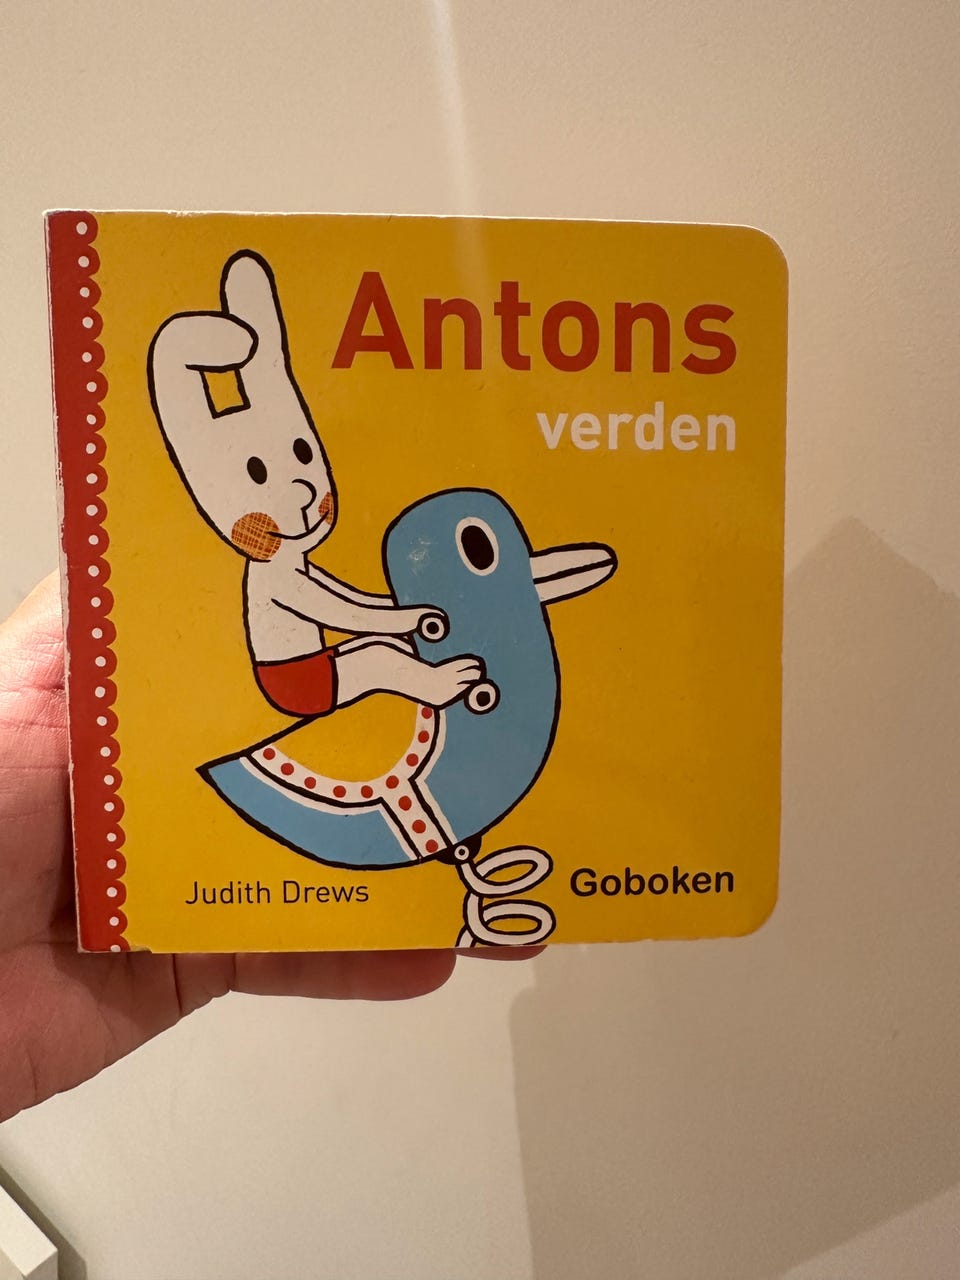 Antons
verden
Judith Drews
Goboken